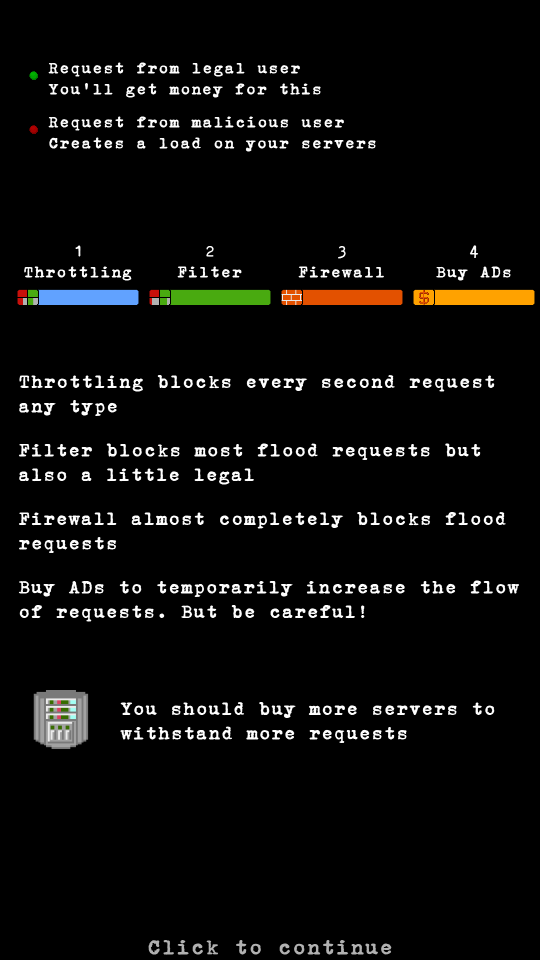 Request from legal user
You'll get money for this
Request from malicious user
Creates a load on your servers
1 2 3 4
Throttling Filter Firewall Buy ADs
$
Throttling blocks every second request
any type
Filter blocks most flood requests but
also a little legal
Firewall almost completely blocks flood
requests
Buy ADs to temporarily increase the flow
of requests. But be careful!
You should buy more servers to
withstand more requests
Click to continue